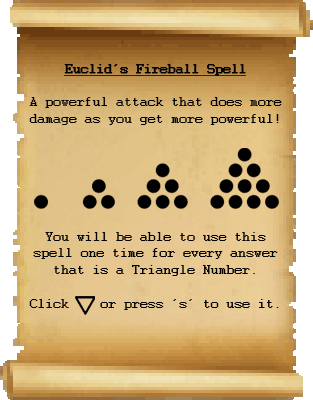 Euclid´s Fireball Spell
A powerful attack that does more
damage as you get more powerful!
You will be able to use this
spell one time for every answer
that is a Triangle Number.
Click or press ´s´ to use it.